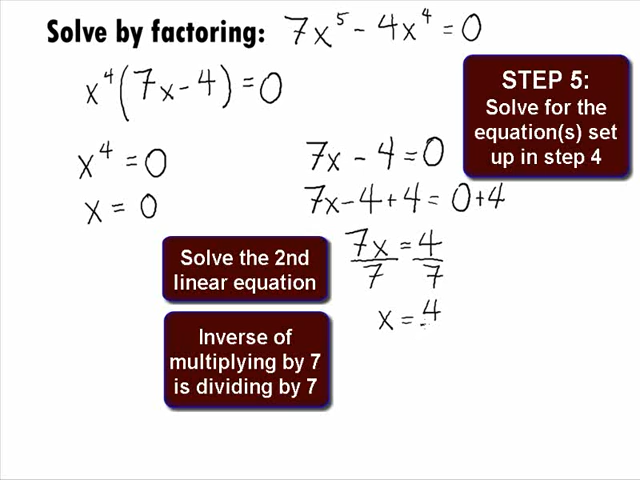 Solve by factoring: 7x⁵ - 4x⁴ = 0
x⁴(7x - 4) = 0
STEP 5:
Solve for the
equation(s) set
up in step 4
x⁴ = 0
x = 0
7x - 4 = 0
7x - 4 + 4 = 0 + 4
7x = 4
7 7
x = 4
Solve the 2nd
linear equation
Inverse of
multiplying by 7
is dividing by 7